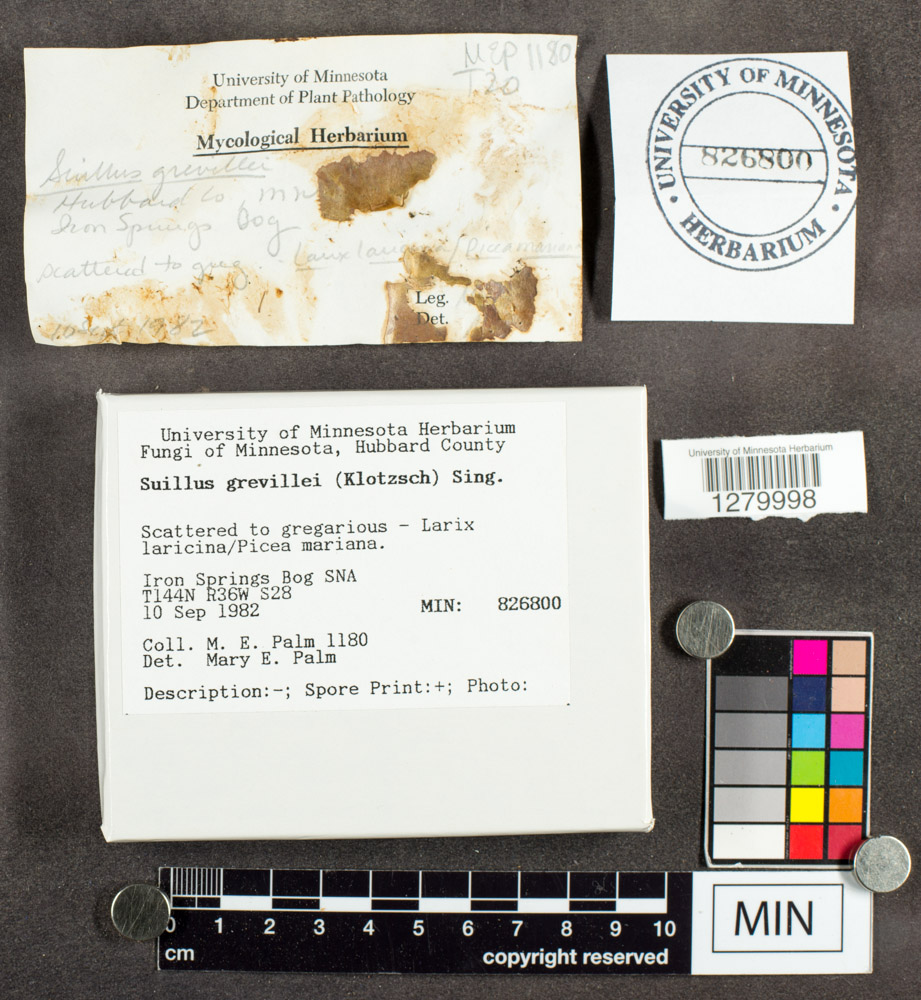 MEP 1180
T20
University of Minnesota
Department of Plant Pathology
Mycological Herbarium
Suillus grevillei
Hubbard Co, MN
Iron Springs Bog
scattered to greg. Larix laricina/Picea mariana
Leg.
Det.
1982
UNIVERSITY OF MINNESOTA
826800
HERBARIUM
University of Minnesota Herbarium
Fungi of Minnesota, Hubbard County
Suillus grevillei (Klotzsch) Sing.
Scattered to gregarious - Larix
laricina/Picea mariana.
Iron Springs Bog SNA
T144N R36W S28
10 Sep 1982 MIN: 826800
Coll. M. E. Palm 1180
Det. Mary E. Palm
Description:-; Spore Print:+; Photo:
University of Minnesota Herbarium
1279998
0 1 2 3 4 5 6 7 8 9 10
cm copyright reserved
MIN